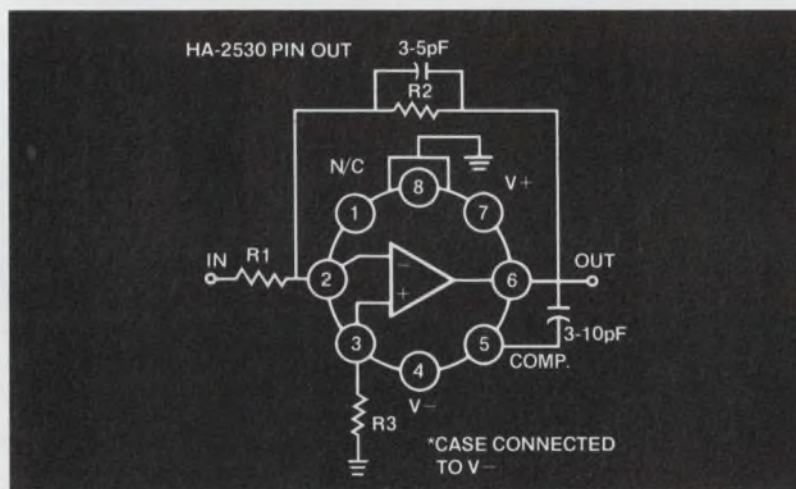 HA-2530 PIN OUT
3-5pF
R2
N/C
8
V+
1
7
IN
R1
2
−
+
6
OUT
3
5
3-10pF
4
COMP.
V−
R3
*CASE CONNECTED
TO V−